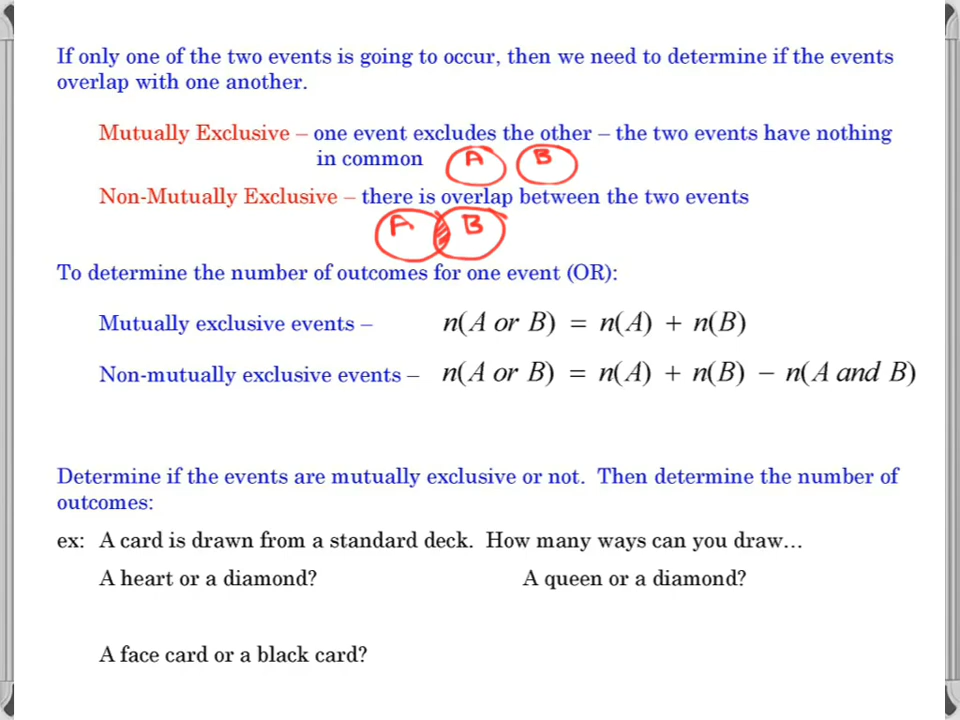 If only one of the two events is going to occur, then we need to determine if the events
overlap with one another.
Mutually Exclusive – one event excludes the other – the two events have nothing
in common
A B
Non-Mutually Exclusive – there is overlap between the two events
A B
To determine the number of outcomes for one event (OR):
Mutually exclusive events – n(A or B) = n(A) + n(B)
Non-mutually exclusive events – n(A or B) = n(A) + n(B) − n(A and B)
Determine if the events are mutually exclusive or not. Then determine the number of
outcomes:
ex: A card is drawn from a standard deck. How many ways can you draw…
A heart or a diamond? A queen or a diamond?
A face card or a black card?